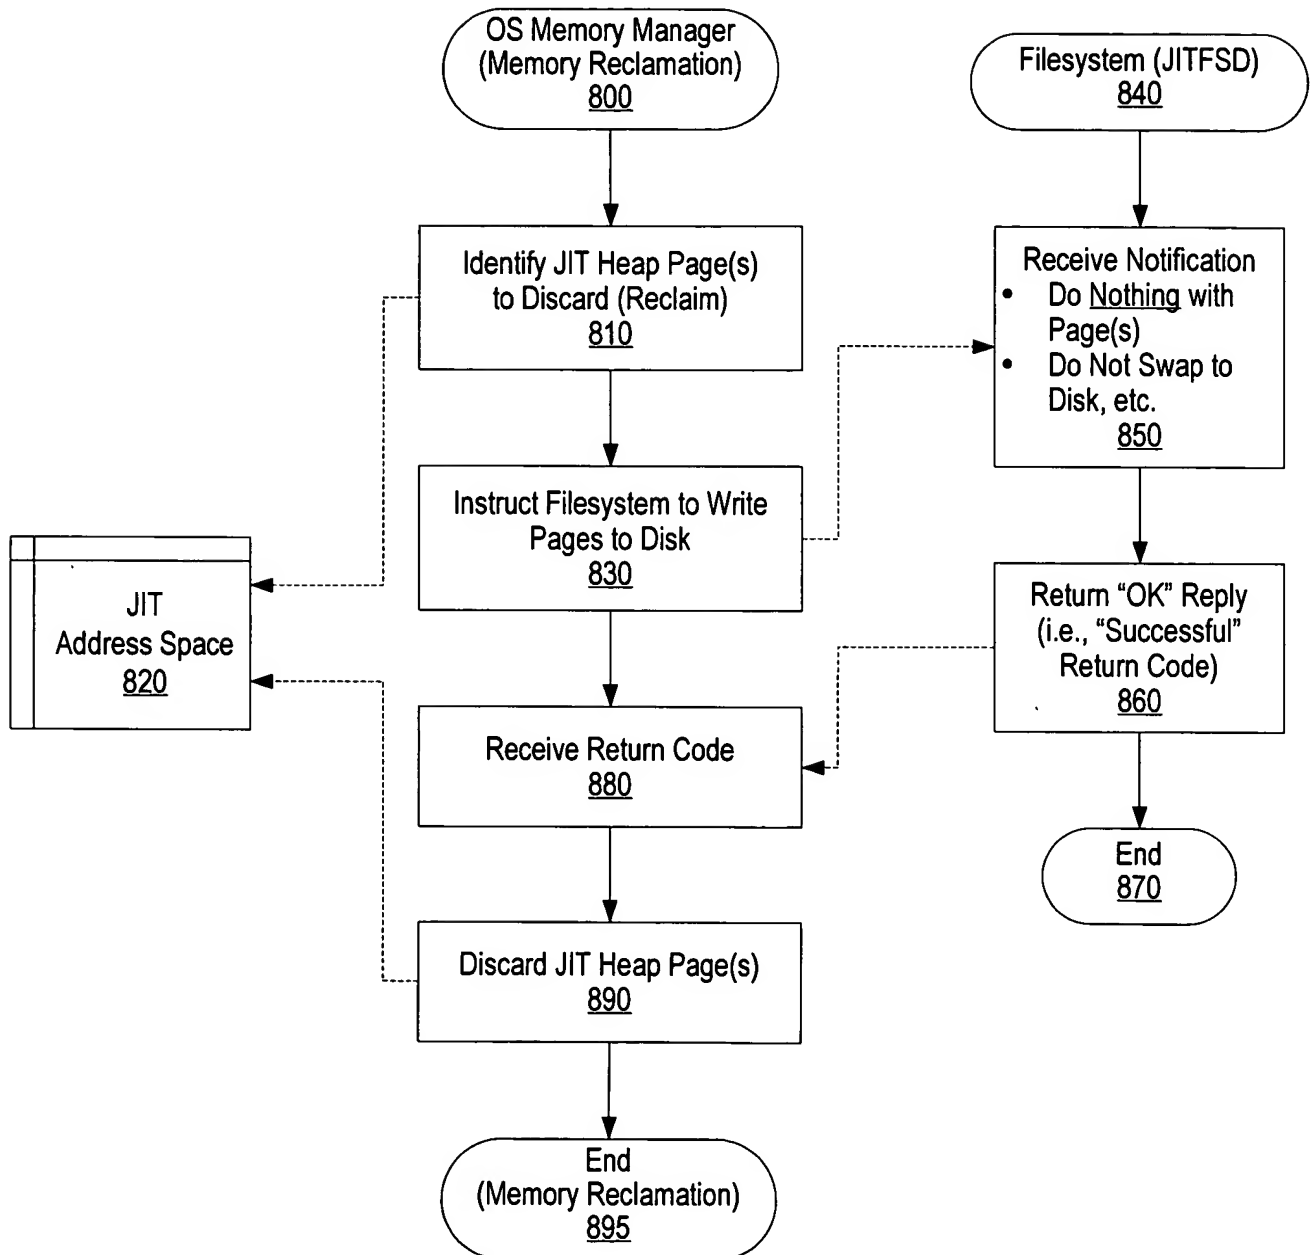 OS Memory Manager
(Memory Reclamation)
800
Filesystem (JITFSD)
840
Identify JIT Heap Page(s)
to Discard (Reclaim)
810
Receive Notification
• Do Nothing with
Page(s)
• Do Not Swap to
Disk, etc.
850
Instruct Filesystem to Write
Pages to Disk
830
JIT
Address Space
820
Return “OK” Reply
(i.e., “Successful”
Return Code)
860
Receive Return Code
880
End
870
Discard JIT Heap Page(s)
890
End
(Memory Reclamation)
895